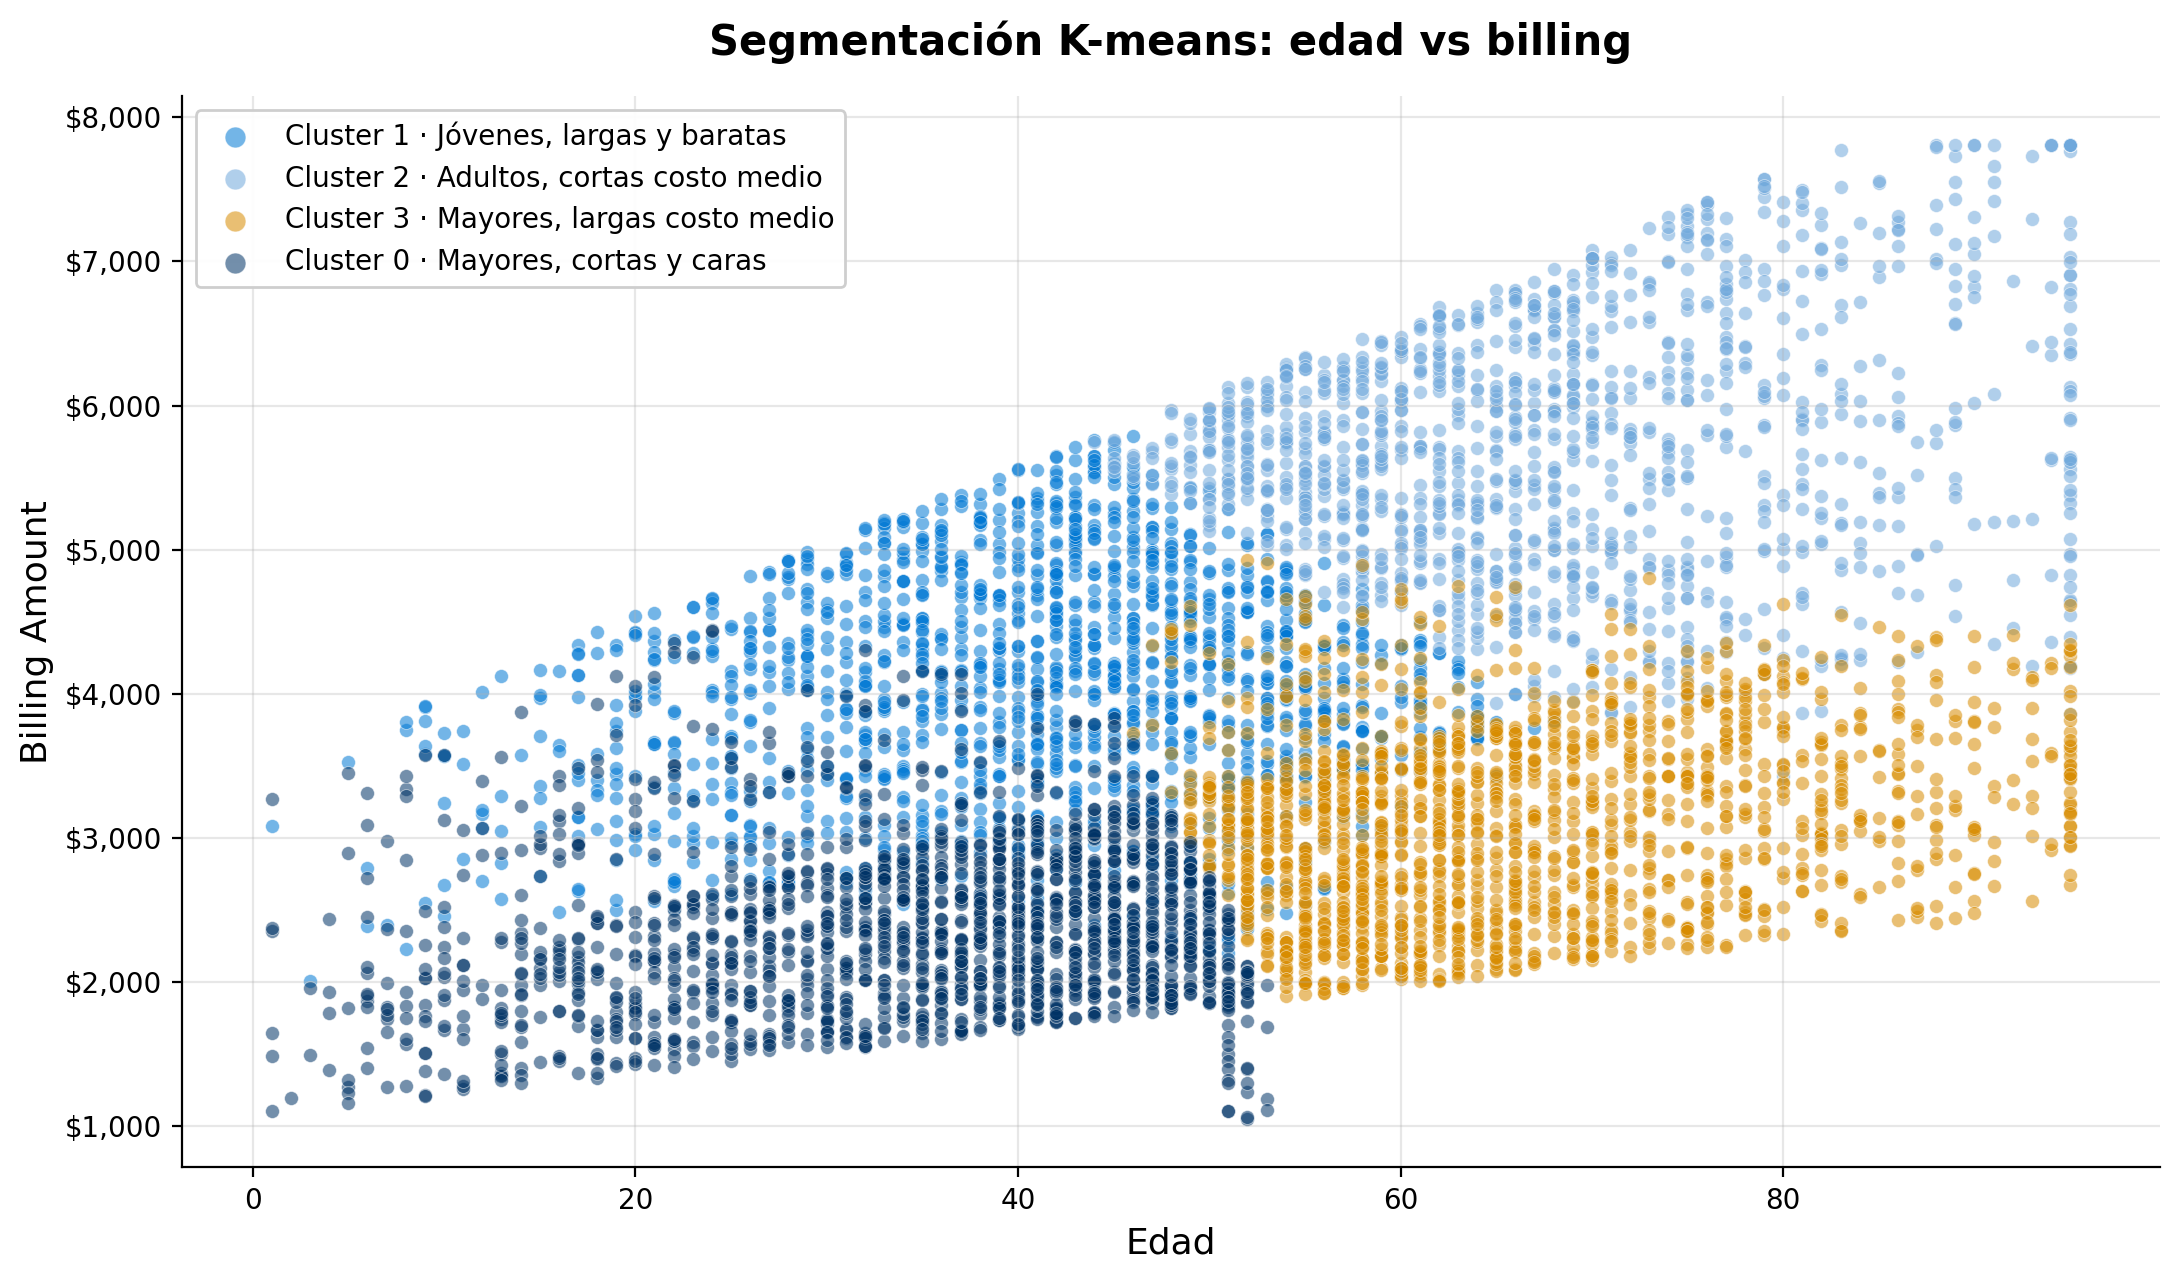 Segmentación K-means: edad vs billing
Cluster 1 · Jóvenes, largas y baratas
Cluster 2 · Adultos, cortas costo medio
Cluster 3 · Mayores, largas costo medio
Cluster 0 · Mayores, cortas y caras
Billing Amount
$8,000
$7,000
$6,000
$5,000
$4,000
$3,000
$2,000
$1,000
0 20 40 60 80
Edad